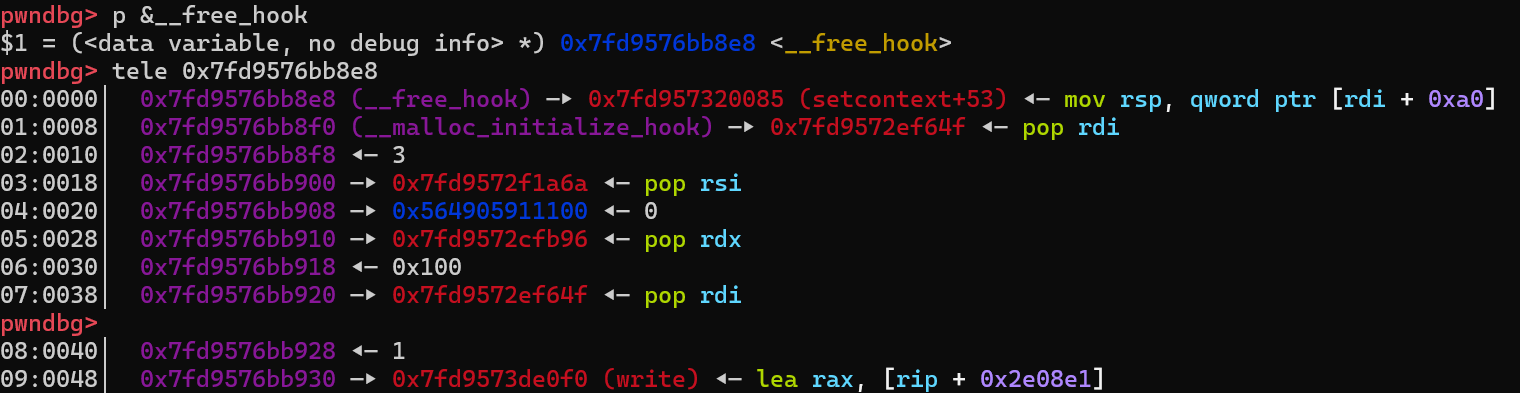 pwndbg> p &__free_hook
$1 = (<data variable, no debug info> *) 0x7fd9576bb8e8 <__free_hook>
pwndbg> tele 0x7fd9576bb8e8
00:0000│  0x7fd9576bb8e8 (__free_hook) —▸ 0x7fd957320085 (setcontext+53) ◂— mov rsp, qword ptr [rdi + 0xa0]
01:0008│  0x7fd9576bb8f0 (__malloc_initialize_hook) —▸ 0x7fd9572ef64f ◂— pop rdi
02:0010│  0x7fd9576bb8f8 ◂— 3
03:0018│  0x7fd9576bb900 —▸ 0x7fd9572f1a6a ◂— pop rsi
04:0020│  0x7fd9576bb908 —▸ 0x564905911100 ◂— 0
05:0028│  0x7fd9576bb910 —▸ 0x7fd9572cfb96 ◂— pop rdx
06:0030│  0x7fd9576bb918 ◂— 0x100
07:0038│  0x7fd9576bb920 —▸ 0x7fd9572ef64f ◂— pop rdi
pwndbg>
08:0040│  0x7fd9576bb928 ◂— 1
09:0048│  0x7fd9576bb930 —▸ 0x7fd9573de0f0 (write) ◂— lea rax, [rip + 0x2e08e1]